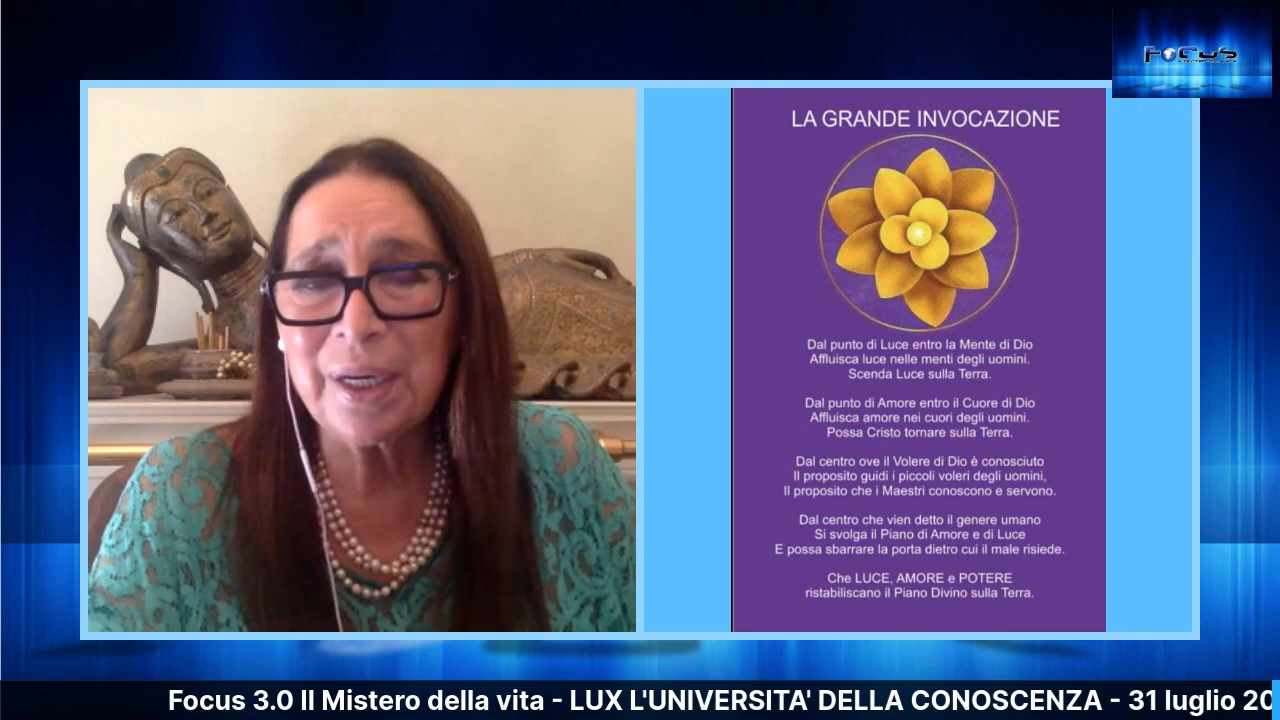 FOCUS
LA GRANDE INVOCAZIONE
Dal punto di Luce entro la Mente di Dio
Affluisca luce nelle menti degli uomini.
Scenda Luce sulla Terra.
Dal punto di Amore entro il Cuore di Dio
Affluisca amore nei cuori degli uomini.
Possa Cristo tornare sulla Terra.
Dal centro ove il Volere di Dio è conosciuto
Il proposito guidi i piccoli voleri degli uomini,
Il proposito che i Maestri conoscono e servono.
Dal centro che vien detto il genere umano
Si svolga il Piano di Amore e di Luce
E possa sbarrare la porta dietro cui il male risiede.
Che LUCE, AMORE e POTERE
ristabiliscano il Piano Divino sulla Terra.
Focus 3.0 Il Mistero della vita - LUX L'UNIVERSITA' DELLA CONOSCENZA - 31 luglio 20